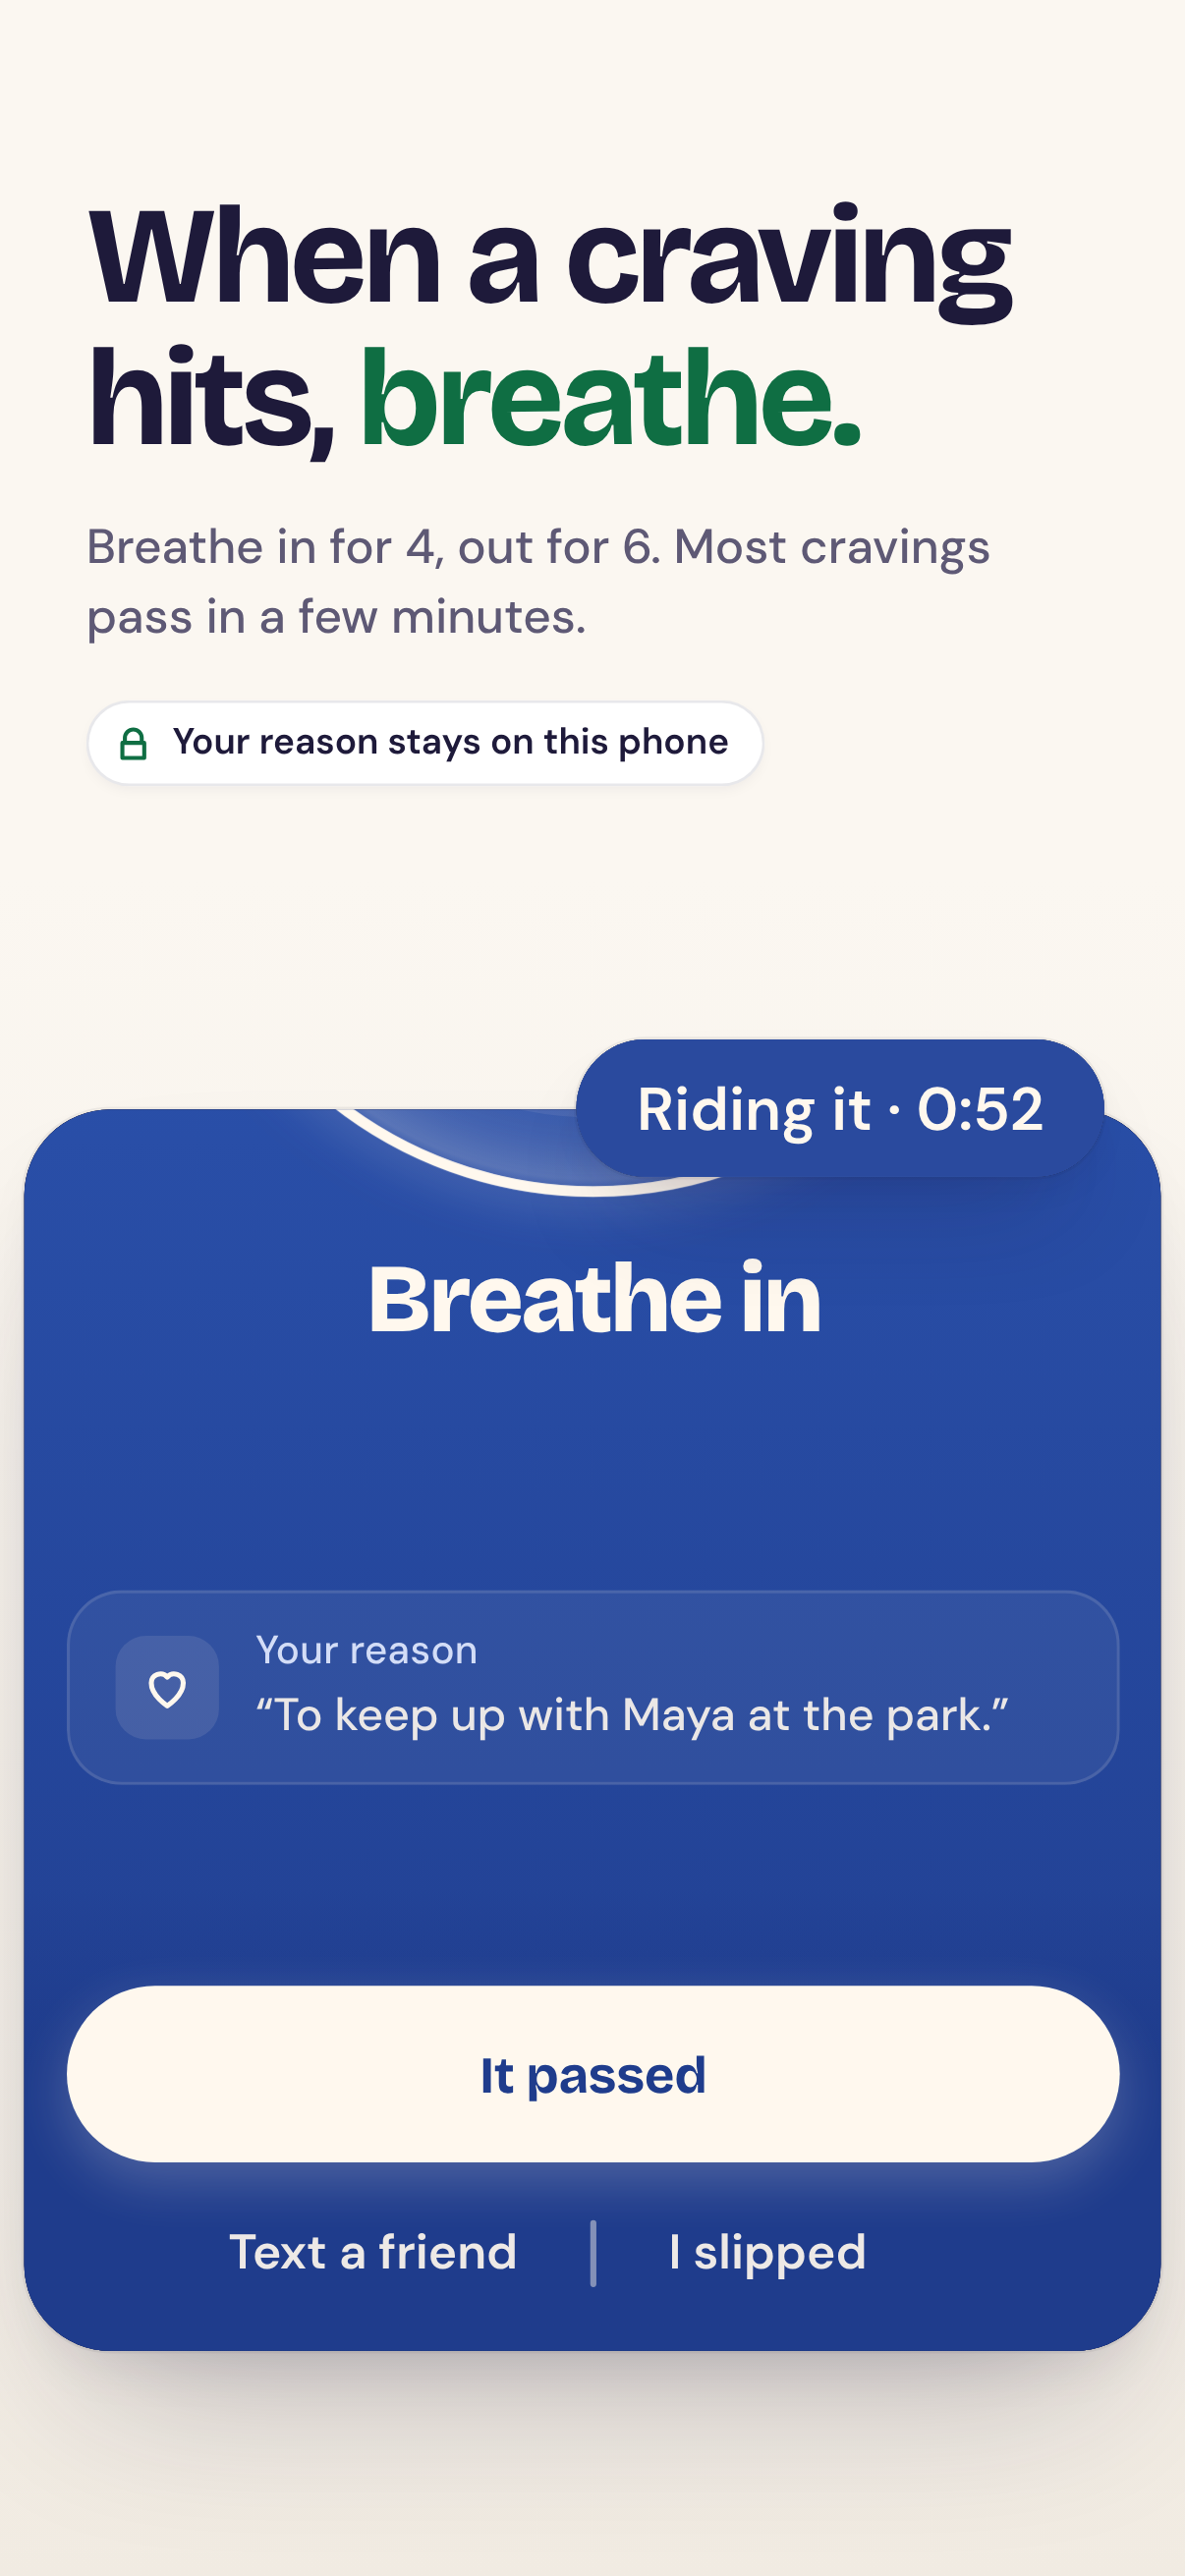 When a craving
hits, breathe.
Breathe in for 4, out for 6. Most cravings
pass in a few minutes.
Your reason stays on this phone
Riding it · 0:52
Breathe in
Your reason
“To keep up with Maya at the park.”
It passed
Text a friend
I slipped